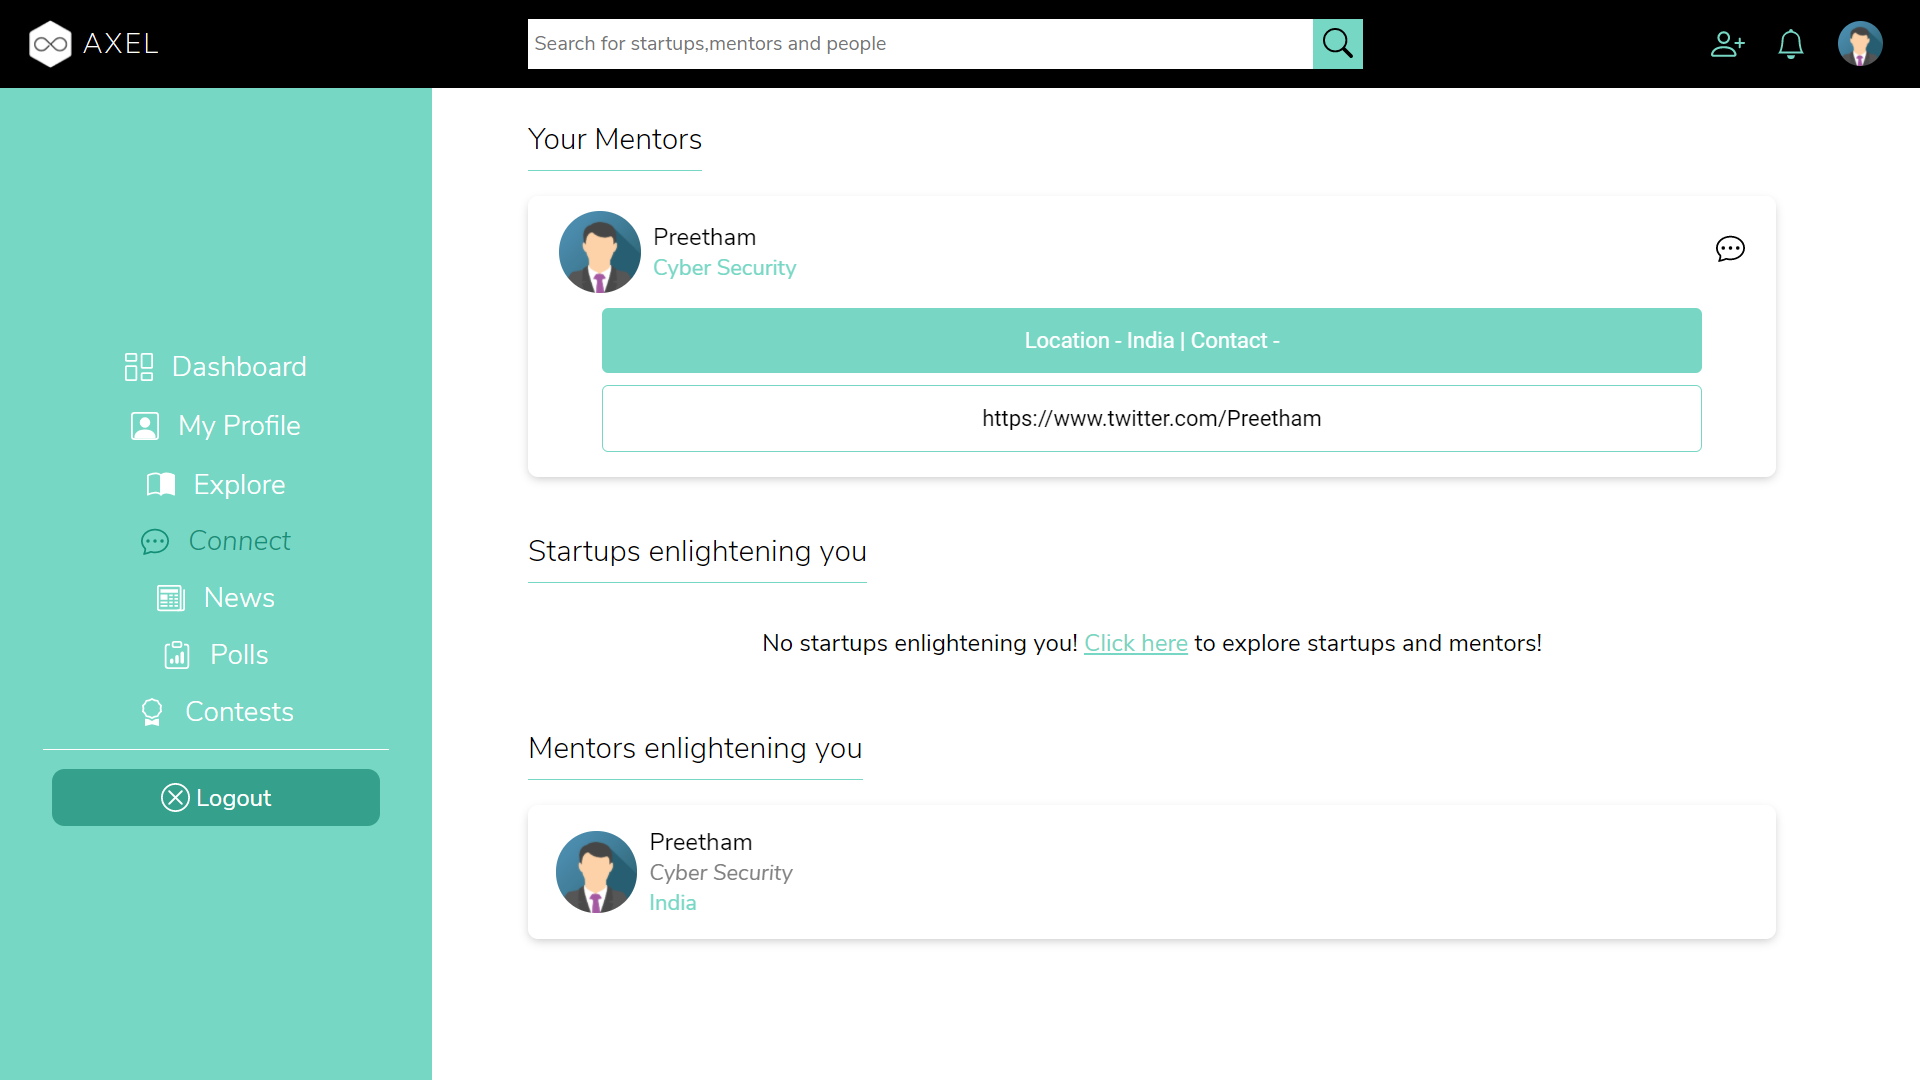 AXEL
Search for startups,mentors and people
Dashboard
My Profile
Explore
Connect
News
Polls
Contests
Logout
Your Mentors
Preetham
Cyber Security
Location - India | Contact -
https://www.twitter.com/Preetham
Startups enlightening you
No startups enlightening you! Click here to explore startups and mentors!
Mentors enlightening you
Preetham
Cyber Security
India